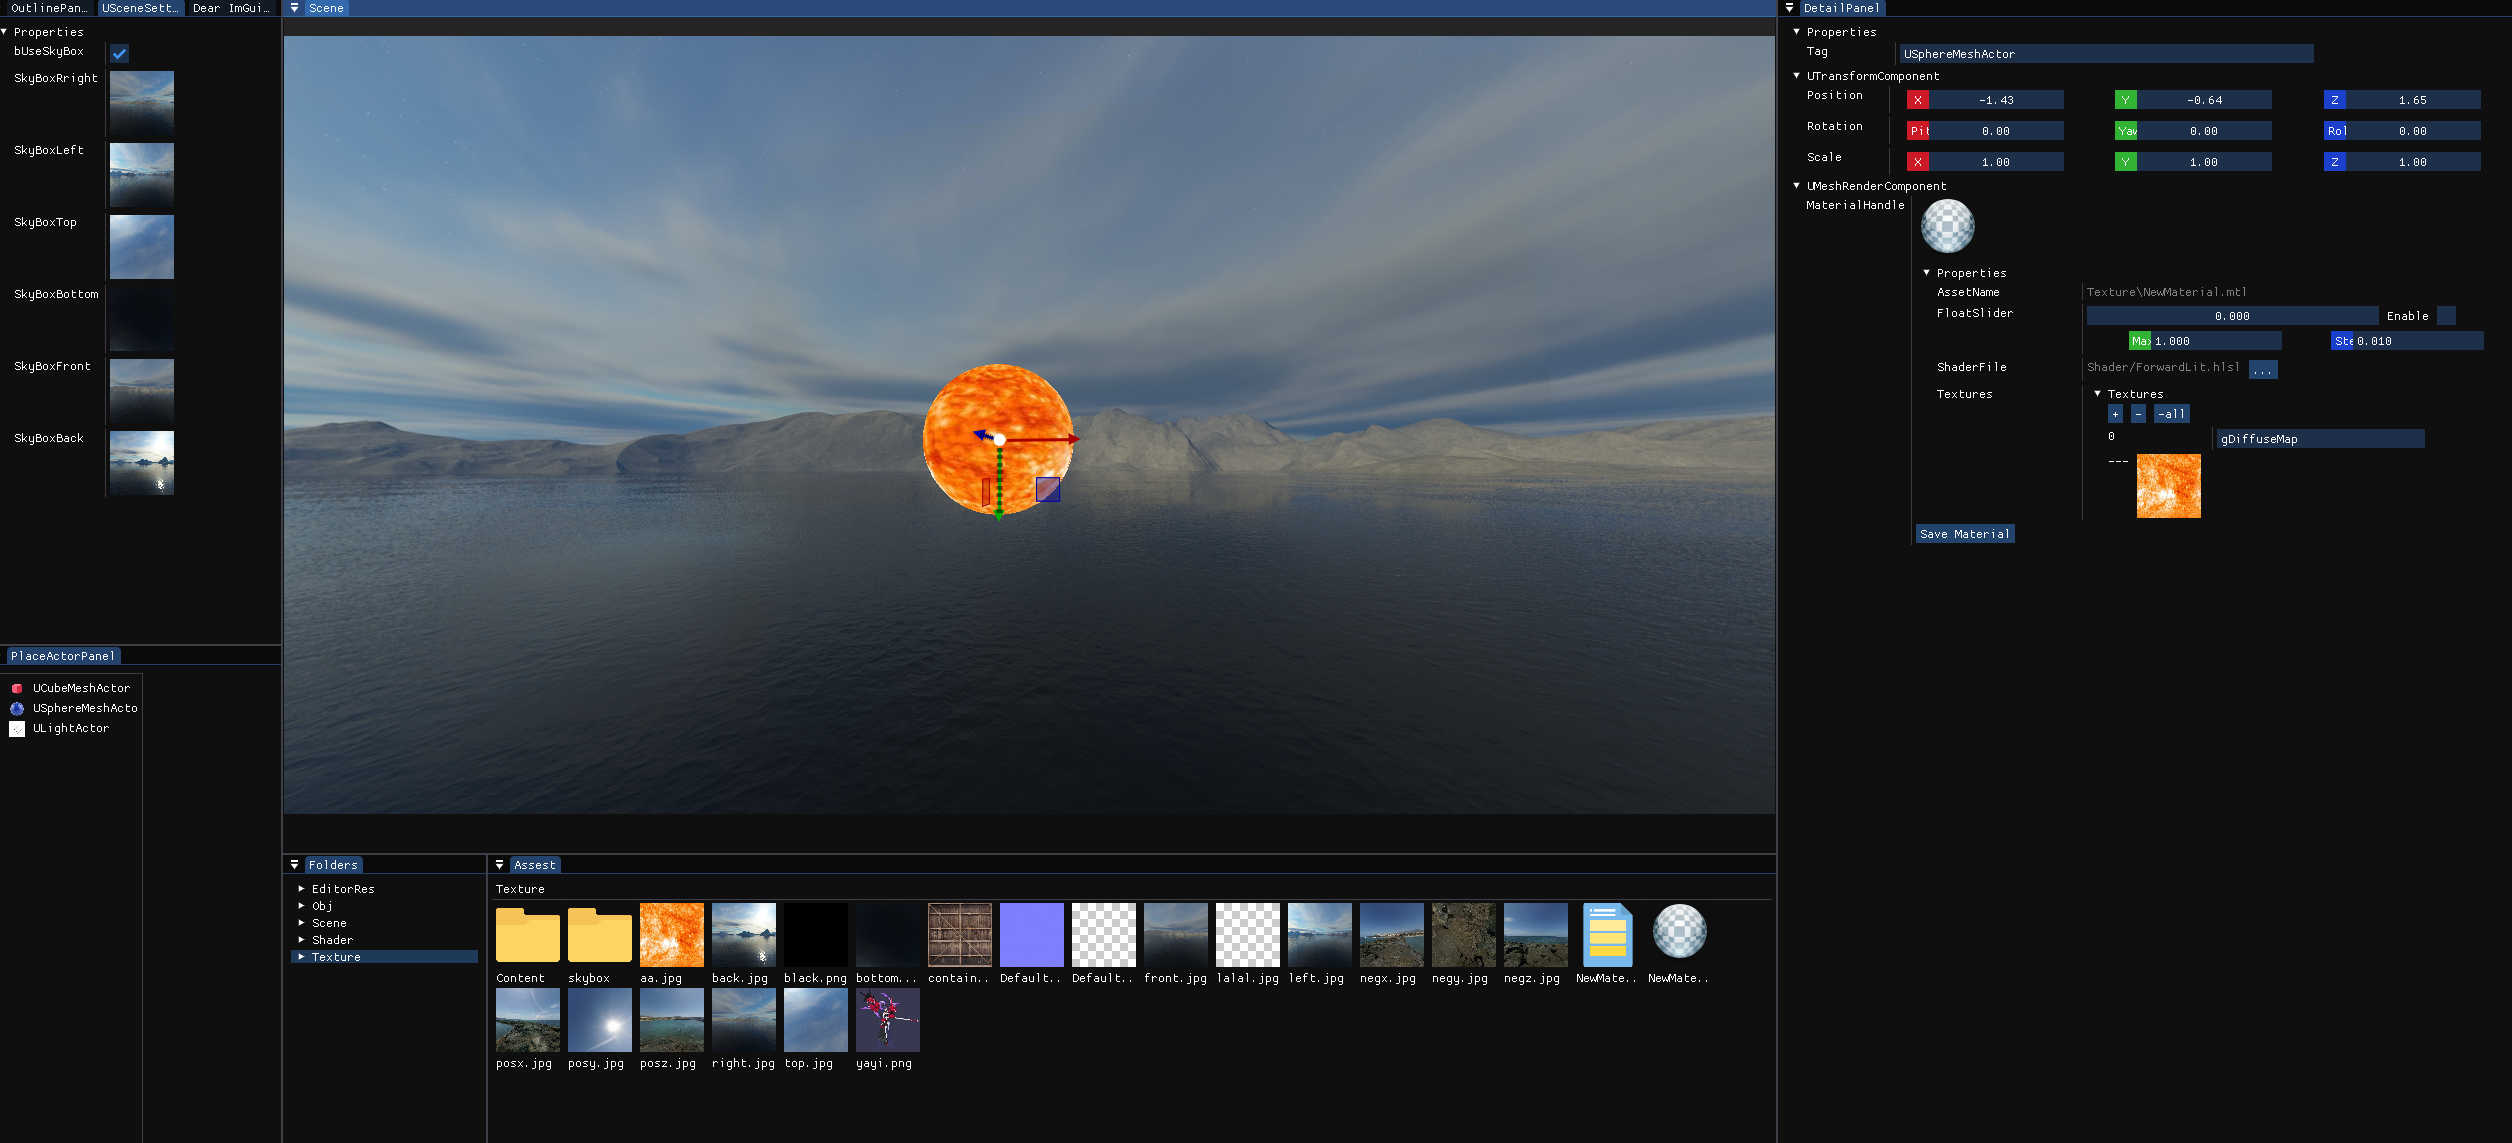 OutlinePan… USceneSett… Dear ImGui…
Properties
bUseSkyBox
SkyBoxRright
SkyBoxLeft
SkyBoxTop
SkyBoxBottom
SkyBoxFront
SkyBoxBack
PlaceActorPanel
UCubeMeshActor
USphereMeshActo
ULightActor
Scene
Folders
EditorRes
Obj
Scene
Shader
Texture
Assest
Texture
Content skybox aa.jpg back.jpg black.png bottom... contain.. Default.. Default.. front.jpg lalal.jpg left.jpg negx.jpg negy.jpg negz.jpg NewMate.. NewMate..
posx.jpg posy.jpg posz.jpg right.jpg top.jpg yayi.png
DetailPanel
Properties
Tag USphereMeshActor
UTransformComponent
Position X -1.43 Y -0.64 Z 1.65
Rotation Pit 0.00 Yaw 0.00 Rol 0.00
Scale X 1.00 Y 1.00 Z 1.00
UMeshRenderComponent
MaterialHandle
Properties
AssetName Texture\NewMaterial.mtl
FloatSlider 0.000 Enable
Max 1.000 Ste 0.010
ShaderFile Shader/ForwardLit.hlsl ...
Textures Textures
+ - -all
0 gDiffuseMap
---
Save Material